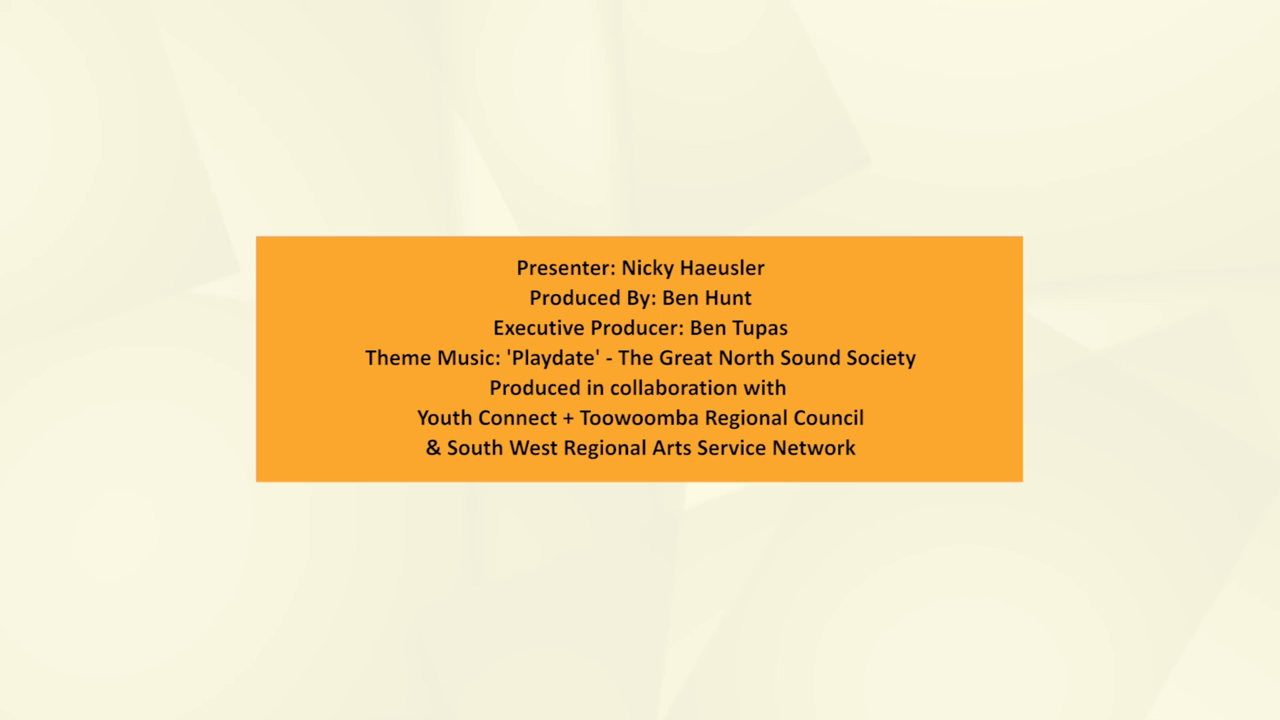 Presenter: Nicky Haeusler
Produced By: Ben Hunt
Executive Producer: Ben Tupas
Theme Music: 'Playdate' - The Great North Sound Society
Produced in collaboration with
Youth Connect + Toowoomba Regional Council
& South West Regional Arts Service Network